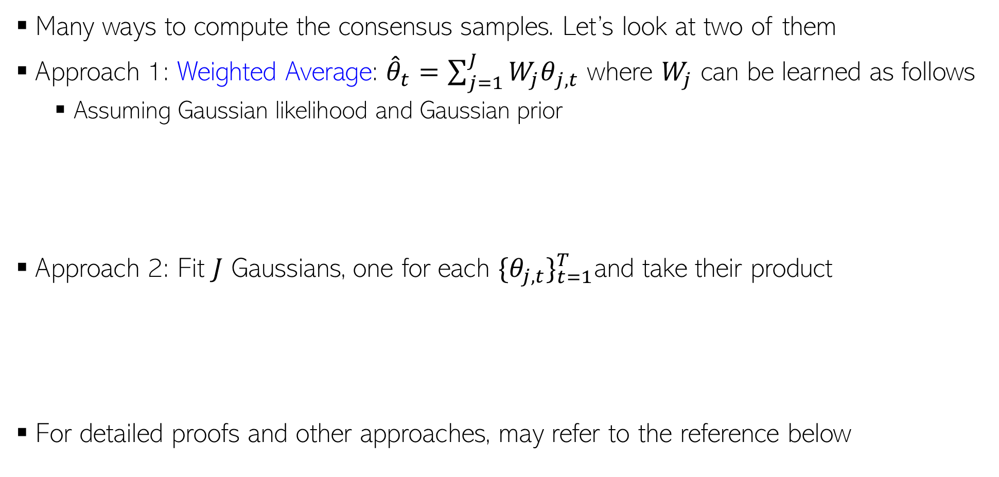 ▪ Many ways to compute the consensus samples. Let's look at two of them
▪ Approach 1: Weighted Average: $\hat{\theta}_t = \sum_{j=1}^{J} W_j \theta_{j,t}$ where $W_j$ can be learned as follows
▪ Assuming Gaussian likelihood and Gaussian prior
▪ Approach 2: Fit $J$ Gaussians, one for each $\{\theta_{j,t}\}_{t=1}^{T}$ and take their product
▪ For detailed proofs and other approaches, may refer to the reference below